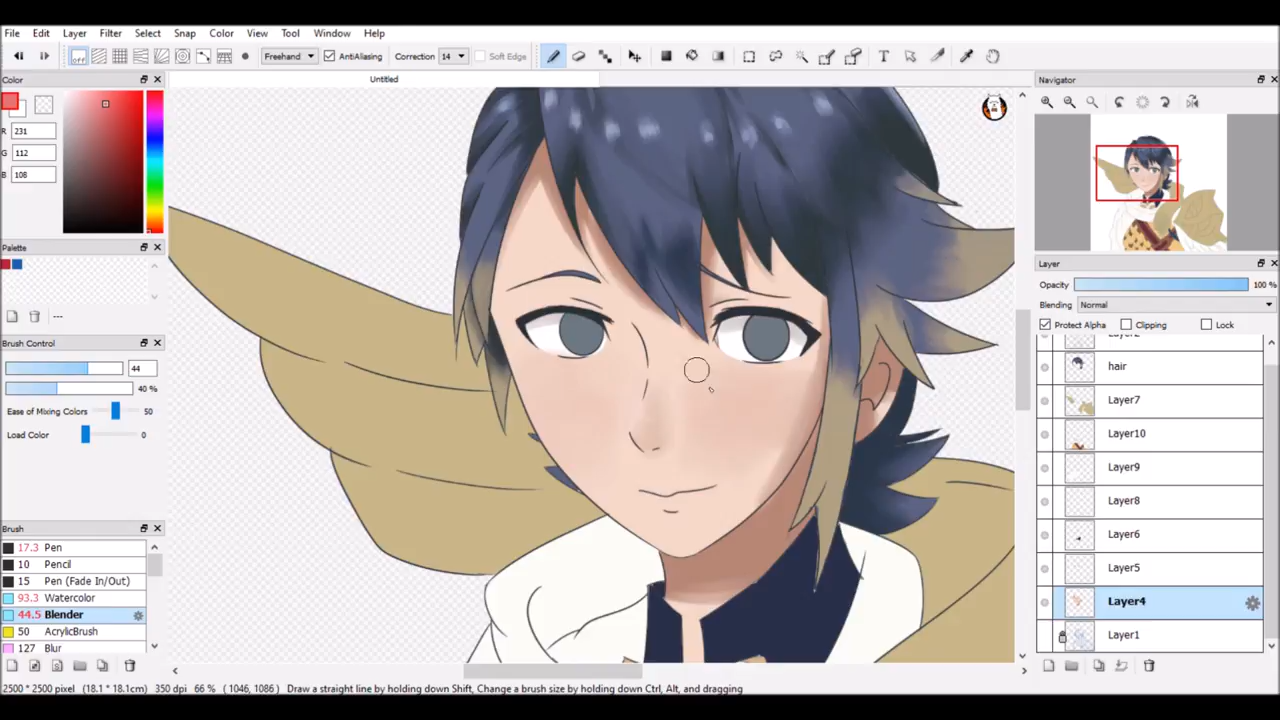 File Edit Layer Filter Select Snap Color View Tool Window Help
off Freehand AntiAliasing Correction 14 Soft Edge T
Color
Untitled
Navigator
R 231
G 112
B 108
Palette
---
Brush Control
44
40 %
Ease of Mixing Colors 50
Load Color 0
Brush
17.3 Pen
10 Pencil
15 Pen (Fade In/Out)
93.3 Watercolor
44.5 Blender
50 AcrylicBrush
127 Blur
Layer
Opacity 100 %
Blending Normal
Protect Alpha Clipping Lock
hair
Layer7
Layer10
Layer9
Layer8
Layer6
Layer5
Layer4
Layer1
2500 * 2500 pixel (18.1 * 18.1cm) 350 dpi 66 % ( 1046, 1086 ) Draw a straight line by holding down Shift, Change a brush size by holding down Ctrl, Alt, and dragging